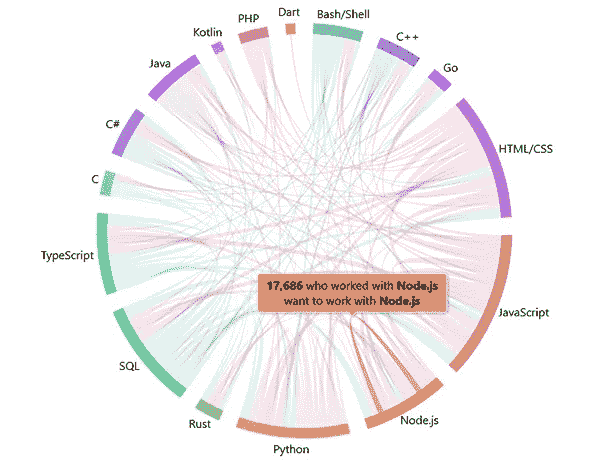 Dart
PHP
Bash/Shell
Kotlin
C++
Java
Go
C#
HTML/CSS
C
TypeScript
17,686 who worked with Node.js
want to work with Node.js
JavaScript
SQL
Rust
Node.js
Python